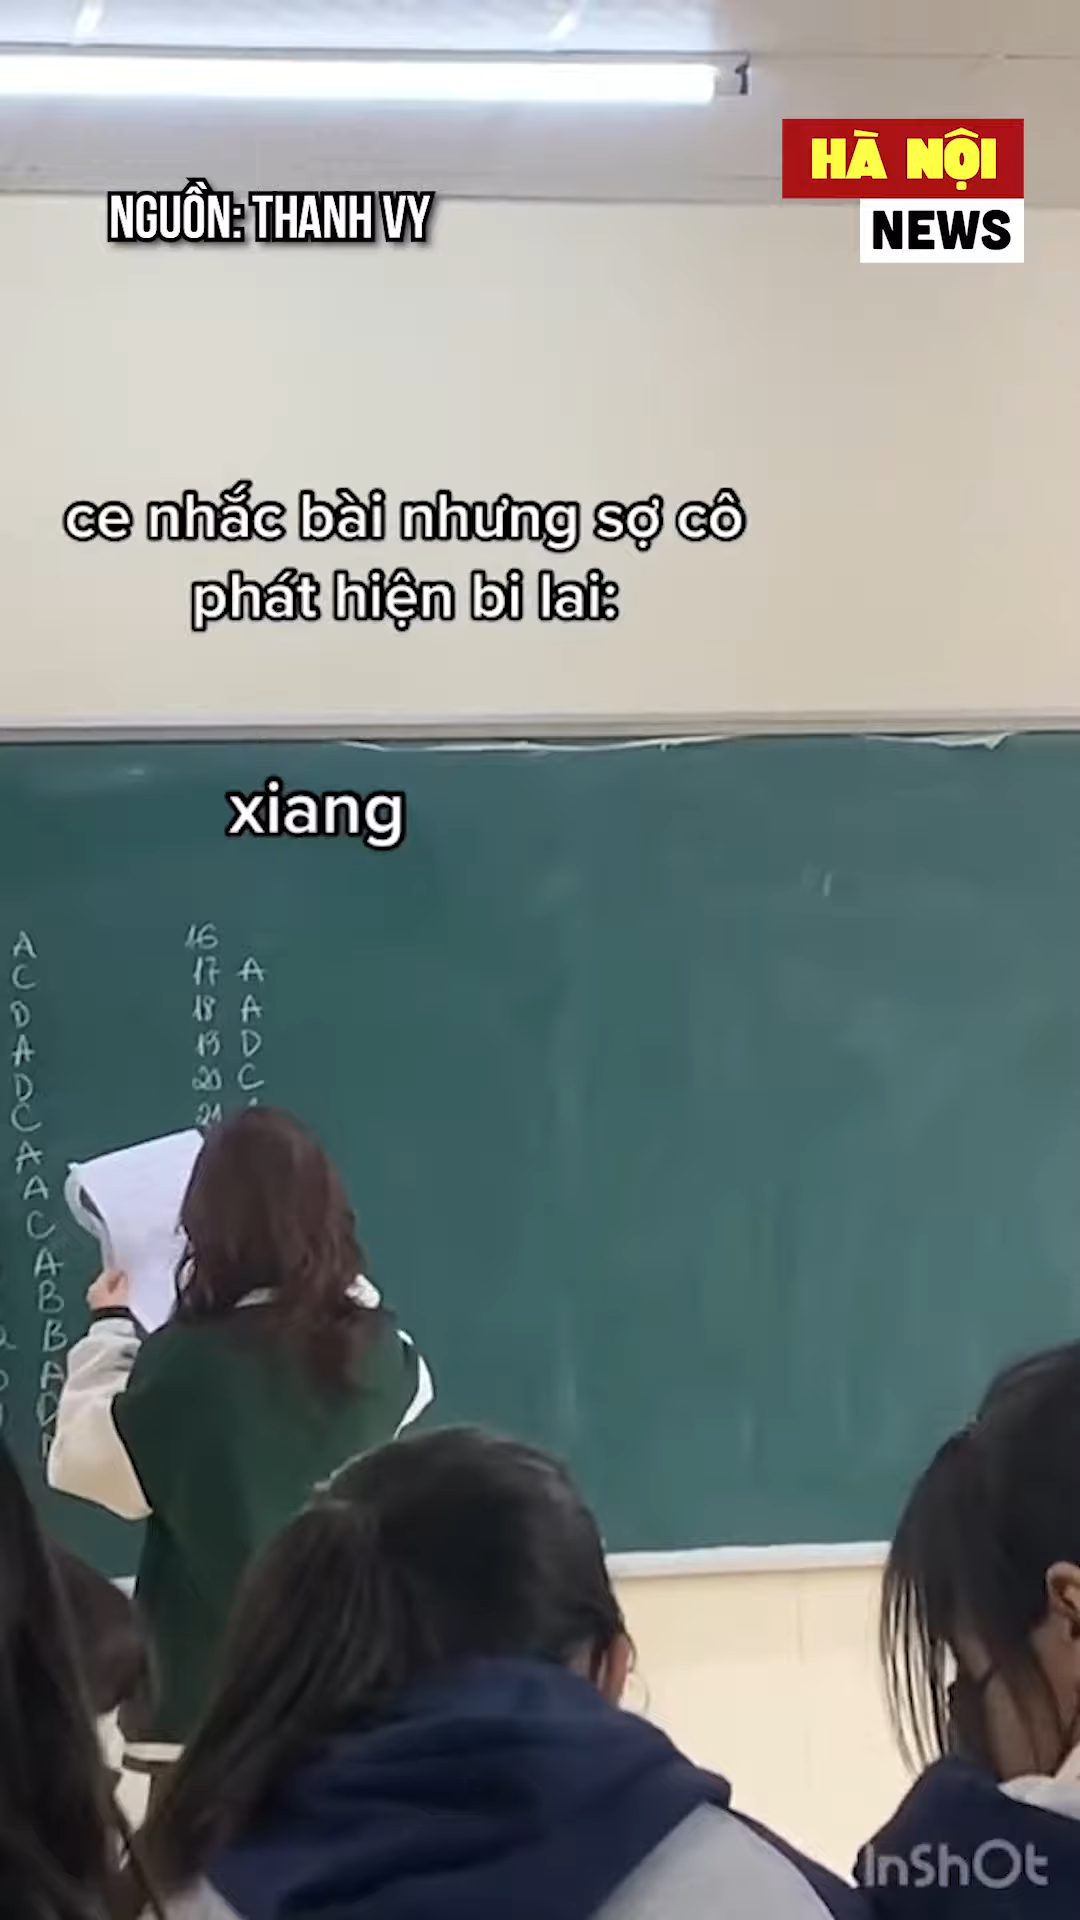 HÀ NỘI
NEWS
NGUỒN: THANH VY
ce nhắc bài nhưng sợ cô
phát hiện bi lai:
xiang
A
C
D
A
D
C
A
A
C
A
B
B
A
D
16
17 A
18 A
19 D
20 C
21
InShOt